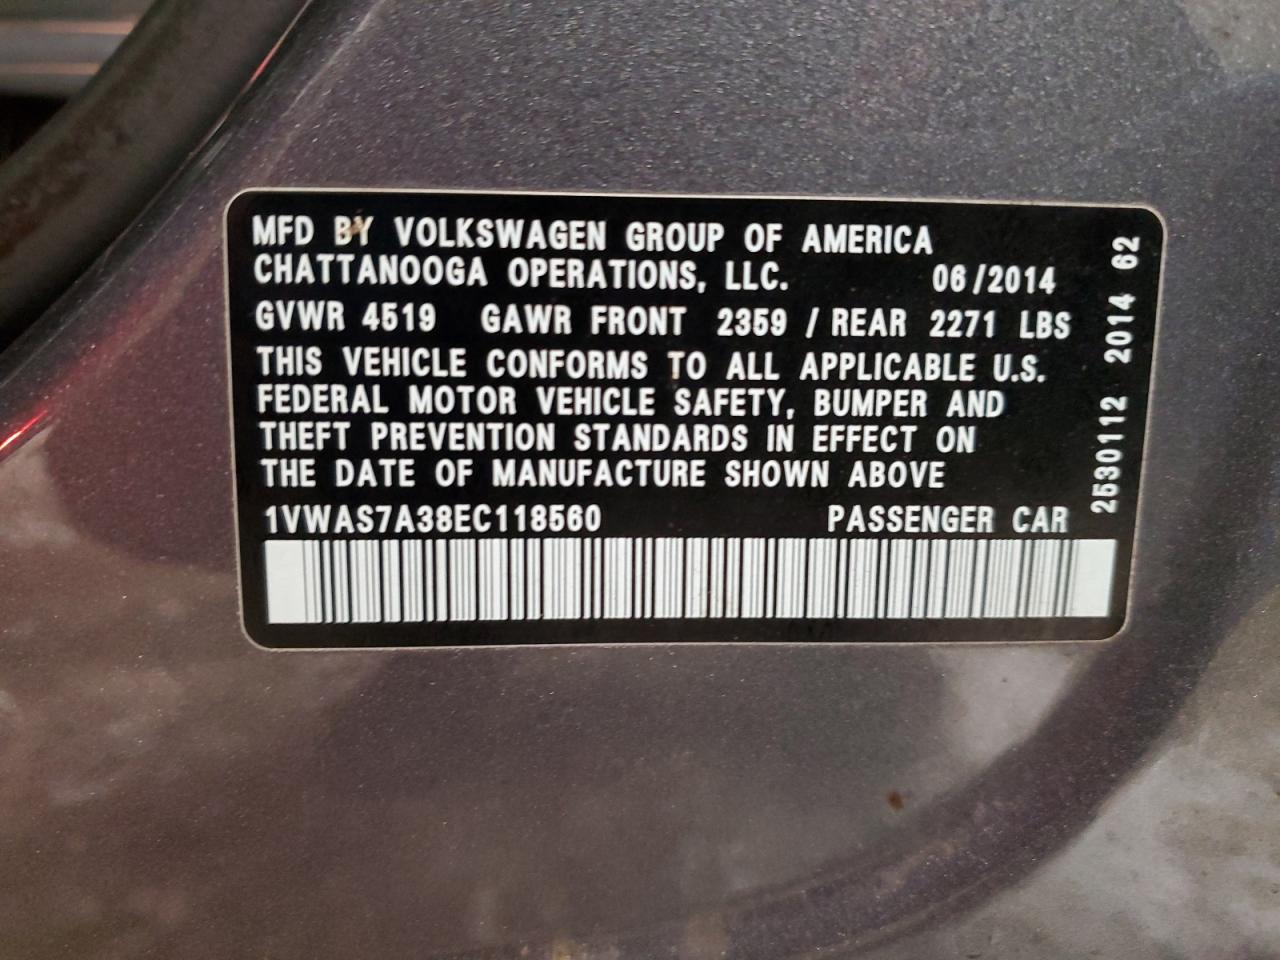 MFD BY VOLKSWAGEN GROUP OF AMERICA
CHATTANOOGA OPERATIONS, LLC. 06/2014
GVWR 4519 GAWR FRONT 2359 / REAR 2271 LBS
THIS VEHICLE CONFORMS TO ALL APPLICABLE U.S.
FEDERAL MOTOR VEHICLE SAFETY, BUMPER AND
THEFT PREVENTION STANDARDS IN EFFECT ON
THE DATE OF MANUFACTURE SHOWN ABOVE
1VWAS7A38EC118560 PASSENGER CAR
2530112 2014 62